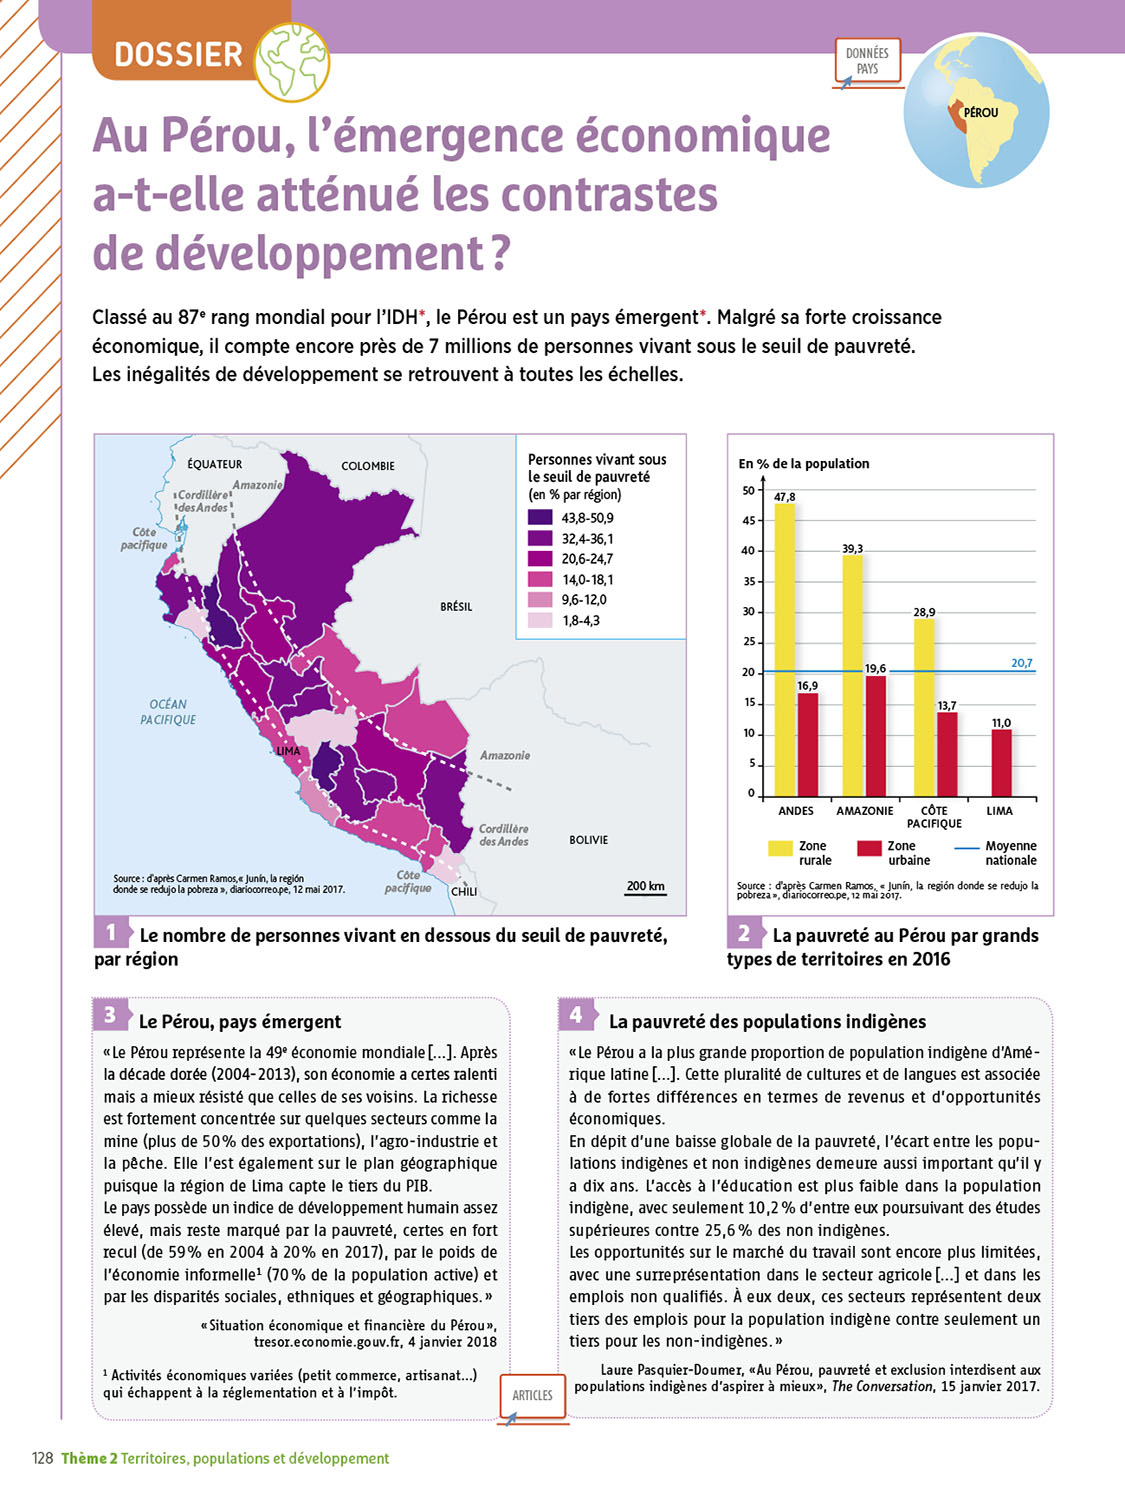 DOSSIER
DONNÉES
PAYS
PÉROU
Au Pérou, l’émergence économique
a-t-elle atténué les contrastes
de développement ?
Classé au 87e rang mondial pour l’IDH*, le Pérou est un pays émergent*. Malgré sa forte croissance
économique, il compte encore près de 7 millions de personnes vivant sous le seuil de pauvreté.
Les inégalités de développement se retrouvent à toutes les échelles.
ÉQUATEUR
COLOMBIE
Amazonie
Cordillère
des Andes
Côte
pacifique
BRÉSIL
OCÉAN
PACIFIQUE
LIMA
Amazonie
Cordillère
des Andes
BOLIVIE
Côte
pacifique
CHILI
200 km
Personnes vivant sous
le seuil de pauvreté
(en % par région)
43,8-50,9
32,4-36,1
20,6-24,7
14,0-18,1
9,6-12,0
1,8-4,3
Source : d’après Carmen Ramos,« Junín, la región
donde se redujo la pobreza », diariocorreo.pe, 12 mai 2017.
1 Le nombre de personnes vivant en dessous du seuil de pauvreté,
par région
En % de la population
50
45
40
35
30
25
20
15
10
5
0
47,8
16,9
39,3
19,6
28,9
13,7
11,0
20,7
ANDES
AMAZONIE
CÔTE
PACIFIQUE
LIMA
Zone
rurale
Zone
urbaine
Moyenne
nationale
Source : d’après Carmen Ramos, « Junín, la región donde se redujo la
pobreza », diariocorreo.pe, 12 mai 2017.
2 La pauvreté au Pérou par grands
types de territoires en 2016
3 Le Pérou, pays émergent
« Le Pérou représente la 49e économie mondiale [...]. Après
la décade dorée (2004-2013), son économie a certes ralenti
mais a mieux résisté que celles de ses voisins. La richesse
est fortement concentrée sur quelques secteurs comme la
mine (plus de 50 % des exportations), l’agro-industrie et
la pêche. Elle l’est également sur le plan géographique
puisque la région de Lima capte le tiers du PIB.
Le pays possède un indice de développement humain assez
élevé, mais reste marqué par la pauvreté, certes en fort
recul (de 59 % en 2004 à 20 % en 2017), par le poids de
l’économie informelle1 (70 % de la population active) et
par les disparités sociales, ethniques et géographiques. »
« Situation économique et financière du Pérou »,
tresor.economie.gouv.fr, 4 janvier 2018
1 Activités économiques variées (petit commerce, artisanat...)
qui échappent à la réglementation et à l’impôt.
ARTICLES
4 La pauvreté des populations indigènes
« Le Pérou a la plus grande proportion de population indigène d’Amé-
rique latine [...]. Cette pluralité de cultures et de langues est associée
à de fortes différences en termes de revenus et d’opportunités
économiques.
En dépit d’une baisse globale de la pauvreté, l’écart entre les popu-
lations indigènes et non indigènes demeure aussi important qu’il y
a dix ans. L’accès à l’éducation est plus faible dans la population
indigène, avec seulement 10,2 % d’entre eux poursuivant des études
supérieures contre 25,6 % des non indigènes.
Les opportunités sur le marché du travail sont encore plus limitées,
avec une surreprésentation dans le secteur agricole [...] et dans les
emplois non qualifiés. À eux deux, ces secteurs représentent deux
tiers des emplois pour la population indigène contre seulement un
tiers pour les non-indigènes. »
Laure Pasquier-Doumer, «Au Pérou, pauvreté et exclusion interdisent aux
populations indigènes d’aspirer à mieux», The Conversation, 15 janvier 2017.
128 Thème 2 Territoires, populations et développement